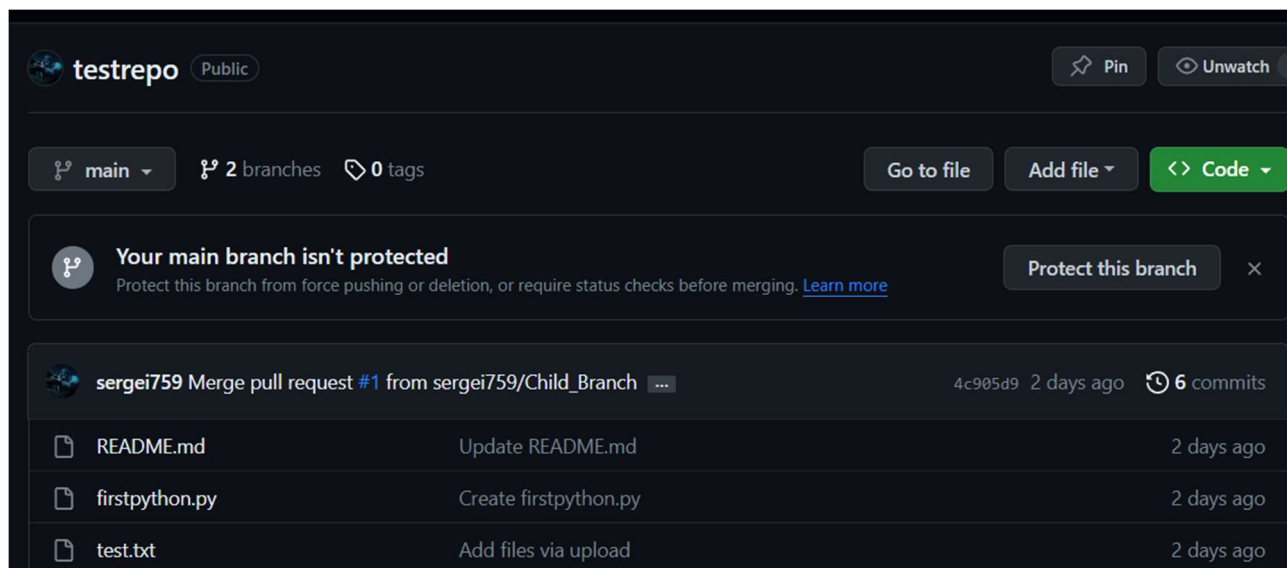 testrepo Public Pin Unwatch
main 2 branches 0 tags Go to file Add file <> Code
Your main branch isn't protected
Protect this branch from force pushing or deletion, or require status checks before merging. Learn more
Protect this branch
sergei759 Merge pull request #1 from sergei759/Child_Branch ... 4c905d9 2 days ago 6 commits
README.md Update README.md 2 days ago
firstpython.py Create firstpython.py 2 days ago
test.txt Add files via upload 2 days ago